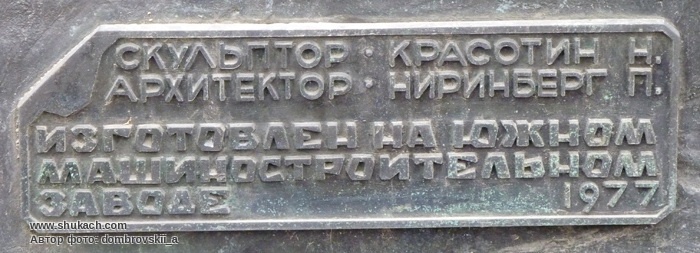 СКУЛЬПТОР · КРАСОТИН Н.
АРХИТЕКТОР · НИРИНБЕРГ П.
ИЗГОТОВЛЕН НА ЮЖНОМ
МАШИНОСТРОИТЕЛЬНОМ
ЗАВОДЕ 1977
www.shukach.com
Автор фото: dombrovskii_a